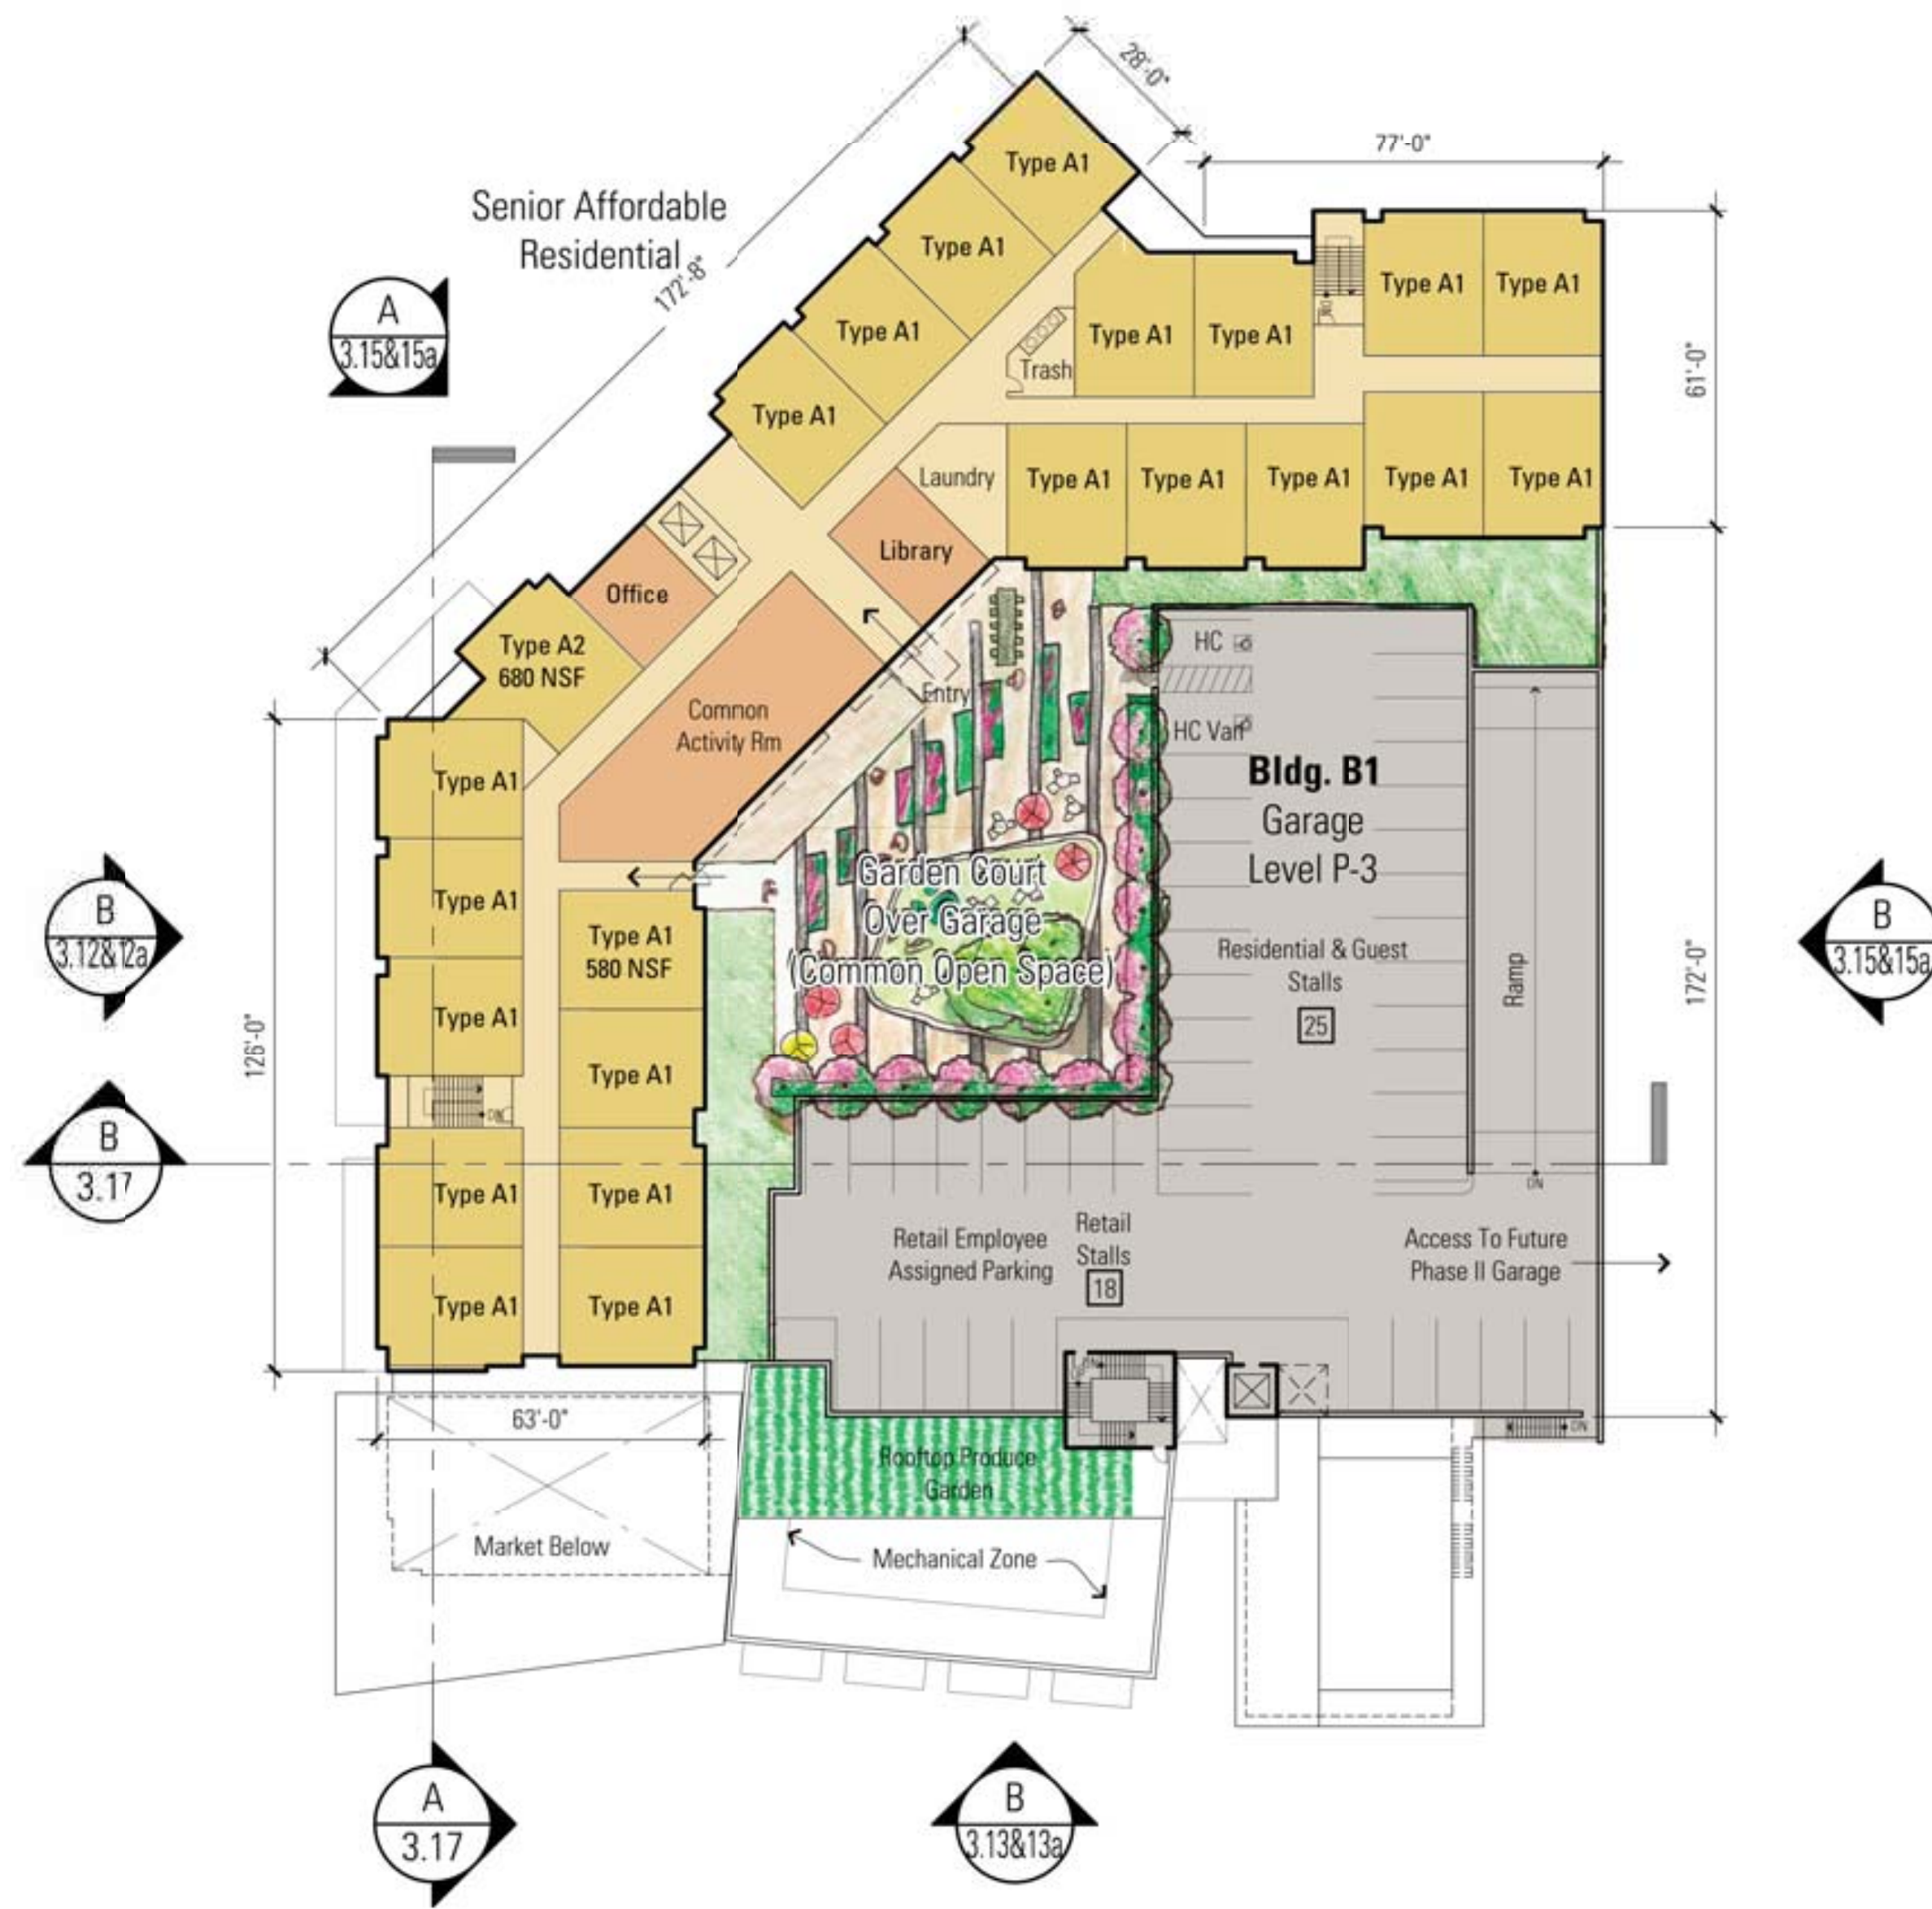 28'-0"
77'-0"
Senior Affordable
Residential
172'-8"
Type A1
Type A1
Type A1
Type A1
Type A1
Type A1
Type A1
Type A1
DN
Trash
61'-0"
A
3.15&15a
Laundry
Type A1
Type A1
Type A1
Type A1
Type A1
Library
Office
Type A2
680 NSF
Common
Activity Rm
Entry
HC
HC Van
Bldg. B1
Garage
Level P-3
Type A1
Type A1
Type A1
Type A1
580 NSF
Type A1
DN
Garden Court
Over Garage
(Common Open Space)
Residential & Guest
Stalls
25
Ramp
DN
172'-0"
B
3.12&12a
B
3.15&15a
126'-0"
B
3.17
Type A1
Type A1
Type A1
Type A1
Retail Employee
Assigned Parking
Retail
Stalls
18
Access To Future
Phase II Garage
DN
UP
DN
63'-0"
Rooftop Produce
Garden
Market Below
Mechanical Zone
A
3.17
B
3.13&13a